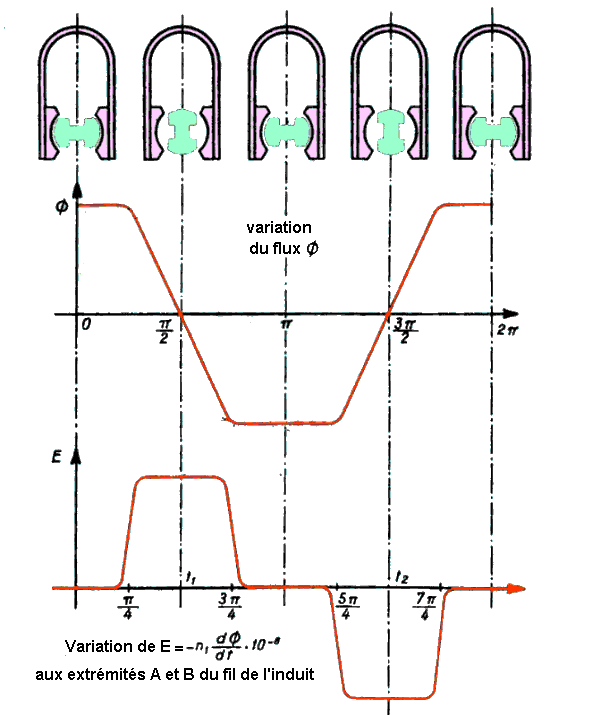 Φ
variation
du flux Φ
0 π/2 π 3π/2 2π
E
t₁ t₂
π/4 3π/4 5π/4 7π/4
Variation de E = -n₁ dΦ/dt · 10⁻⁸
aux extrémités A et B du fil de l'induit